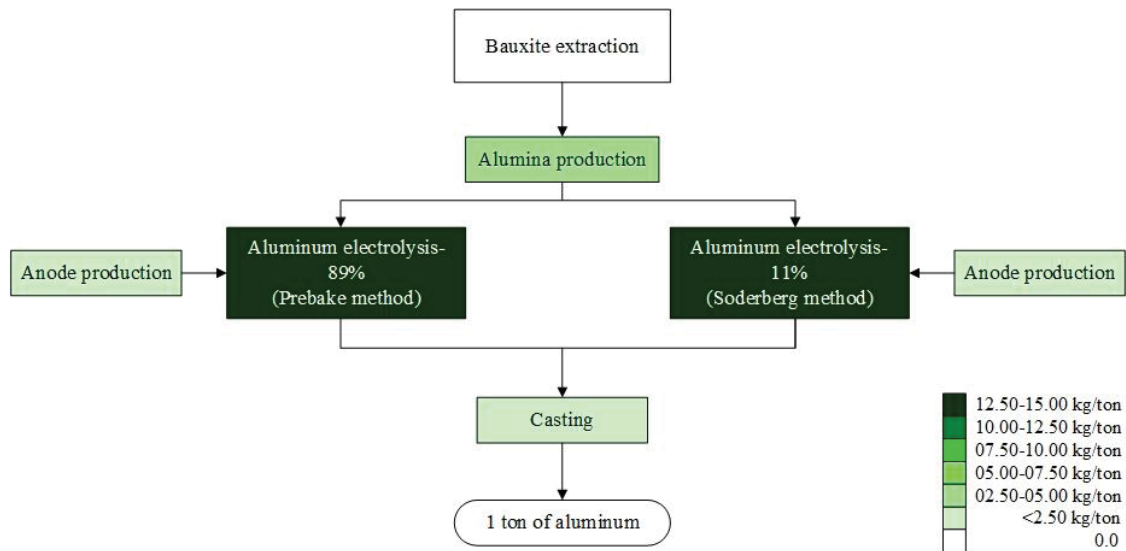 Bauxite extraction
Alumina production
Aluminum electrolysis-
89%
(Prebake method)
Aluminum electrolysis-
11%
(Soderberg method)
Anode production
Anode production
Casting
1 ton of aluminum
12.50-15.00 kg/ton
10.00-12.50 kg/ton
07.50-10.00 kg/ton
05.00-07.50 kg/ton
02.50-05.00 kg/ton
<2.50 kg/ton
0.0